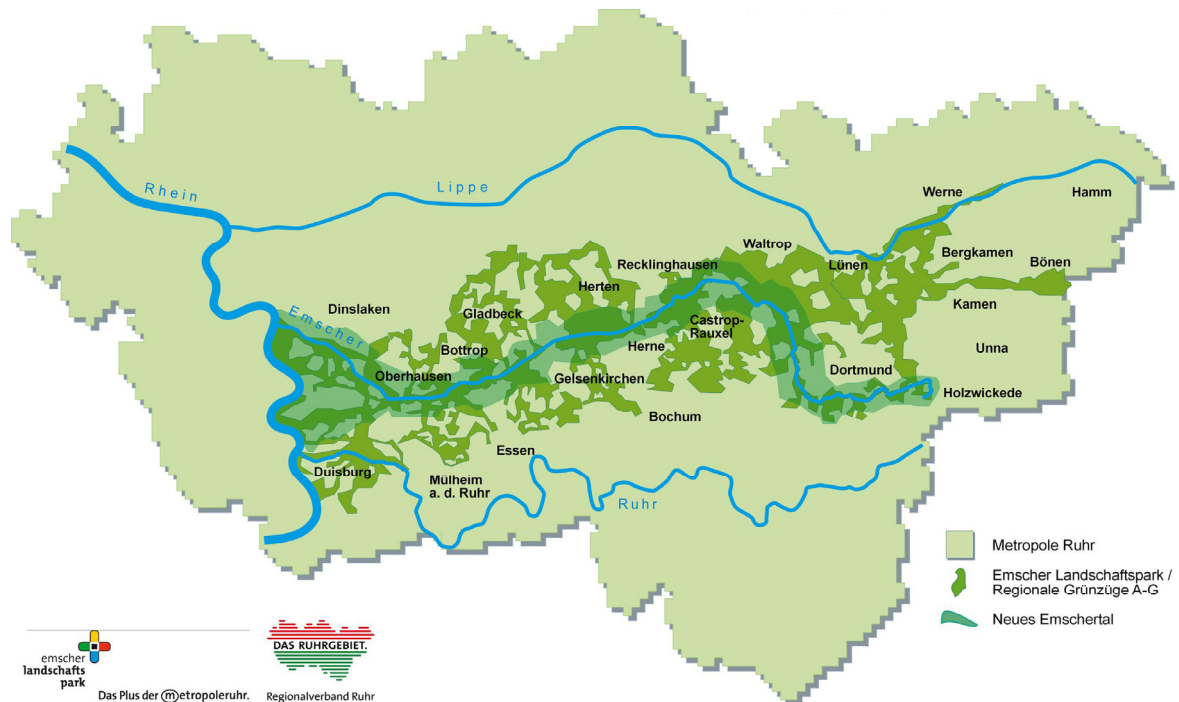 Rhein
Lippe
Werne
Hamm
Waltrop
Recklinghausen
Lünen
Bergkamen
Bönen
Herten
Dinslaken
Emscher
Gladbeck
Castrop-
Rauxel
Kamen
Bottrop
Herne
Unna
Oberhausen
Gelsenkirchen
Dortmund
Holzwickede
Bochum
Essen
Duisburg
Mülheim
a. d. Ruhr
Ruhr
Metropole Ruhr
Emscher Landschaftspark /
Regionale Grünzüge A-G
Neues Emschertal
emscher
landschafts
park
Das Plus der metropoleruhr.
DAS RUHRGEBIET.
Regionalverband Ruhr